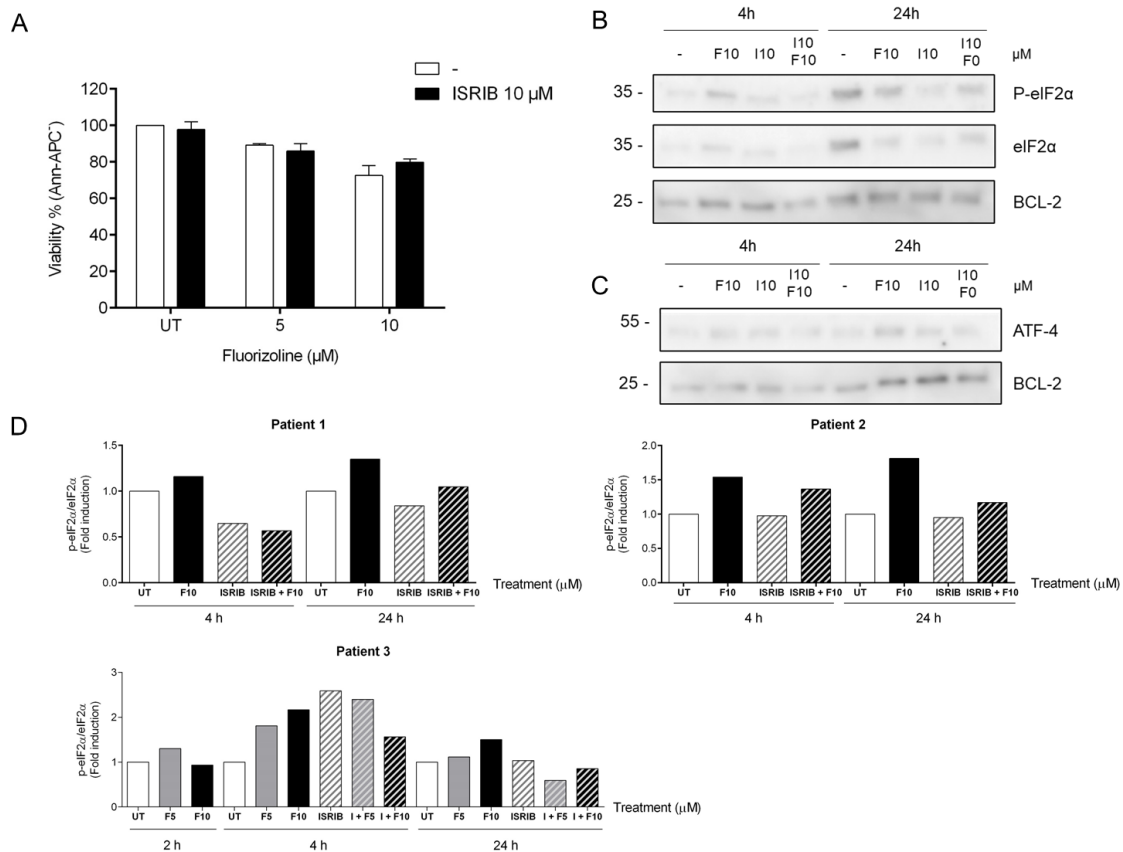 A
-
ISRIB 10 µM
Viability % (Ann-APC-)
120
100
80
60
40
20
0
UT 5 10
Fluorizoline (µM)
B
4h 24h
- F10 I10 I10 F10 - F10 I10 I10 F0 µM
35 - P-eIF2α
35 - eIF2α
25 - BCL-2
C
4h 24h
- F10 I10 I10 F10 - F10 I10 I10 F0 µM
55 - ATF-4
25 - BCL-2
D
Patient 1
p-eIF2α/eIF2α
(Fold induction)
1.5
1.0
0.5
0.0
UT F10 ISRIB ISRIB + F10 UT F10 ISRIB ISRIB + F10
Treatment (µM)
4 h 24 h
Patient 2
p-eIF2α/eIF2α
(Fold induction)
2.0
1.5
1.0
0.5
0.0
UT F10 ISRIB ISRIB + F10 UT F10 ISRIB ISRIB + F10
Treatment (µM)
4 h 24 h
Patient 3
p-eIF2α/eIF2α
(Fold induction)
3
2
1
0
UT F5 F10 UT F5 F10 ISRIB I + F5 I + F10 UT F5 F10 ISRIB I + F5 I + F10
Treatment (µM)
2 h 4 h 24 h